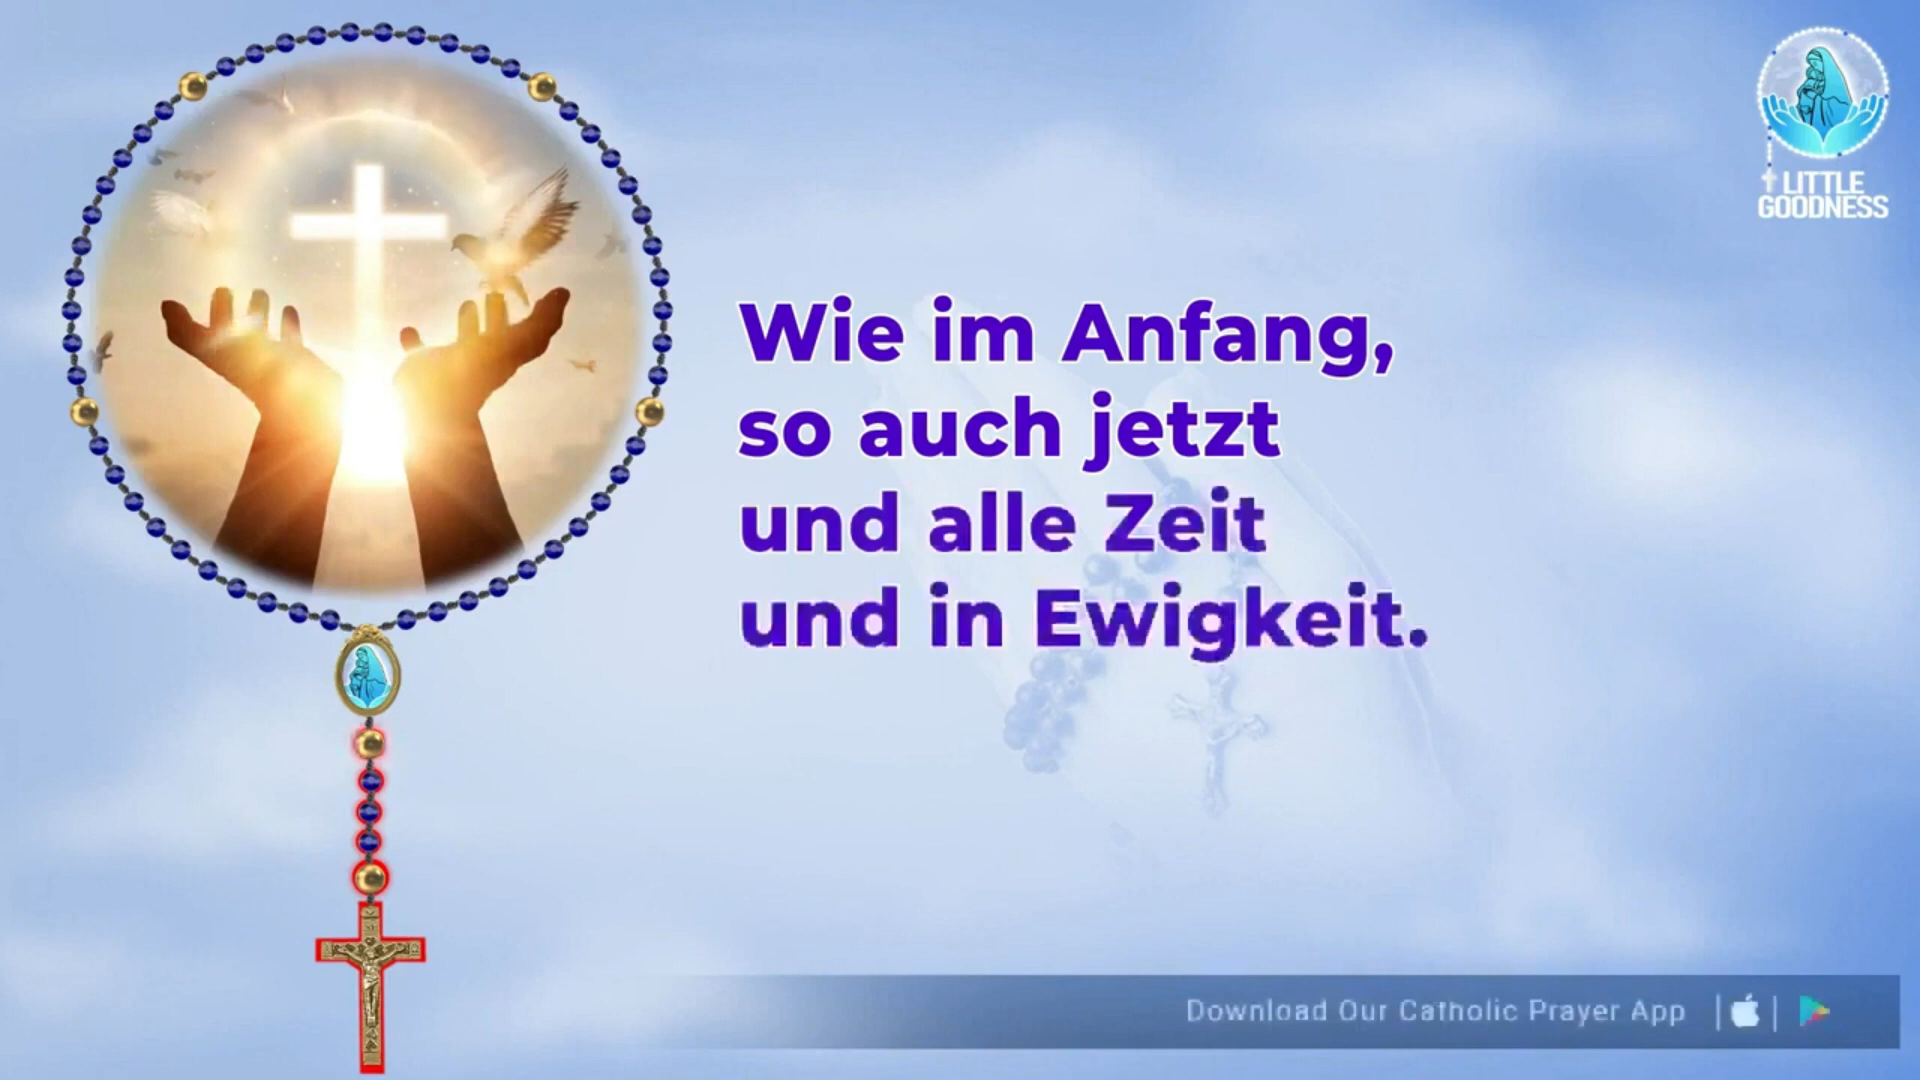 LITTLE
GOODNESS
Wie im Anfang,
so auch jetzt
und alle Zeit
und in Ewigkeit.
Download Our Catholic Prayer App